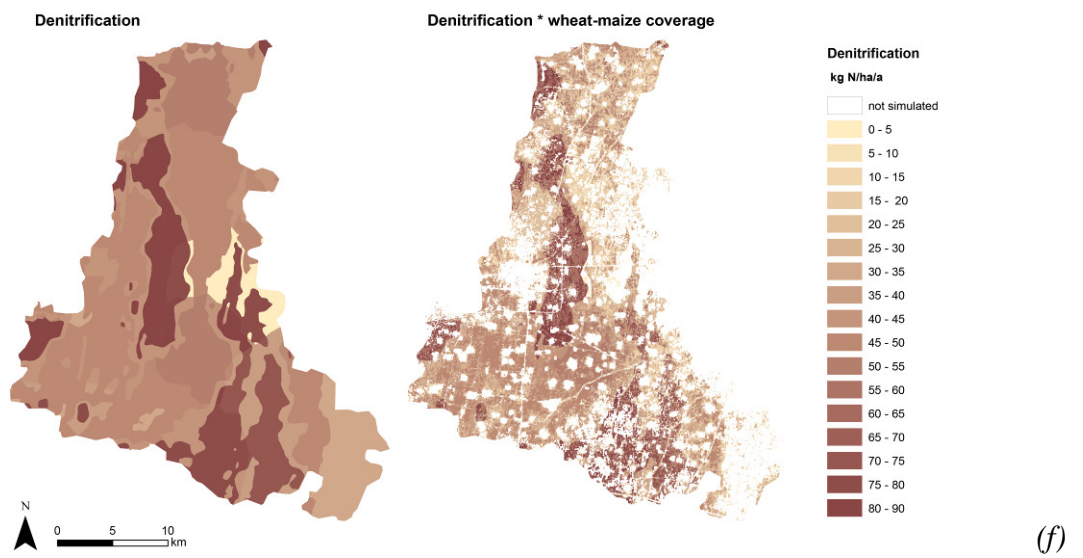 Denitrification
Denitrification * wheat-maize coverage
Denitrification
kg N/ha/a
not simulated
0 - 5
5 - 10
10 - 15
15 - 20
20 - 25
25 - 30
30 - 35
35 - 40
40 - 45
45 - 50
50 - 55
55 - 60
60 - 65
65 - 70
70 - 75
75 - 80
80 - 90
N
0 5 10
km
(f)